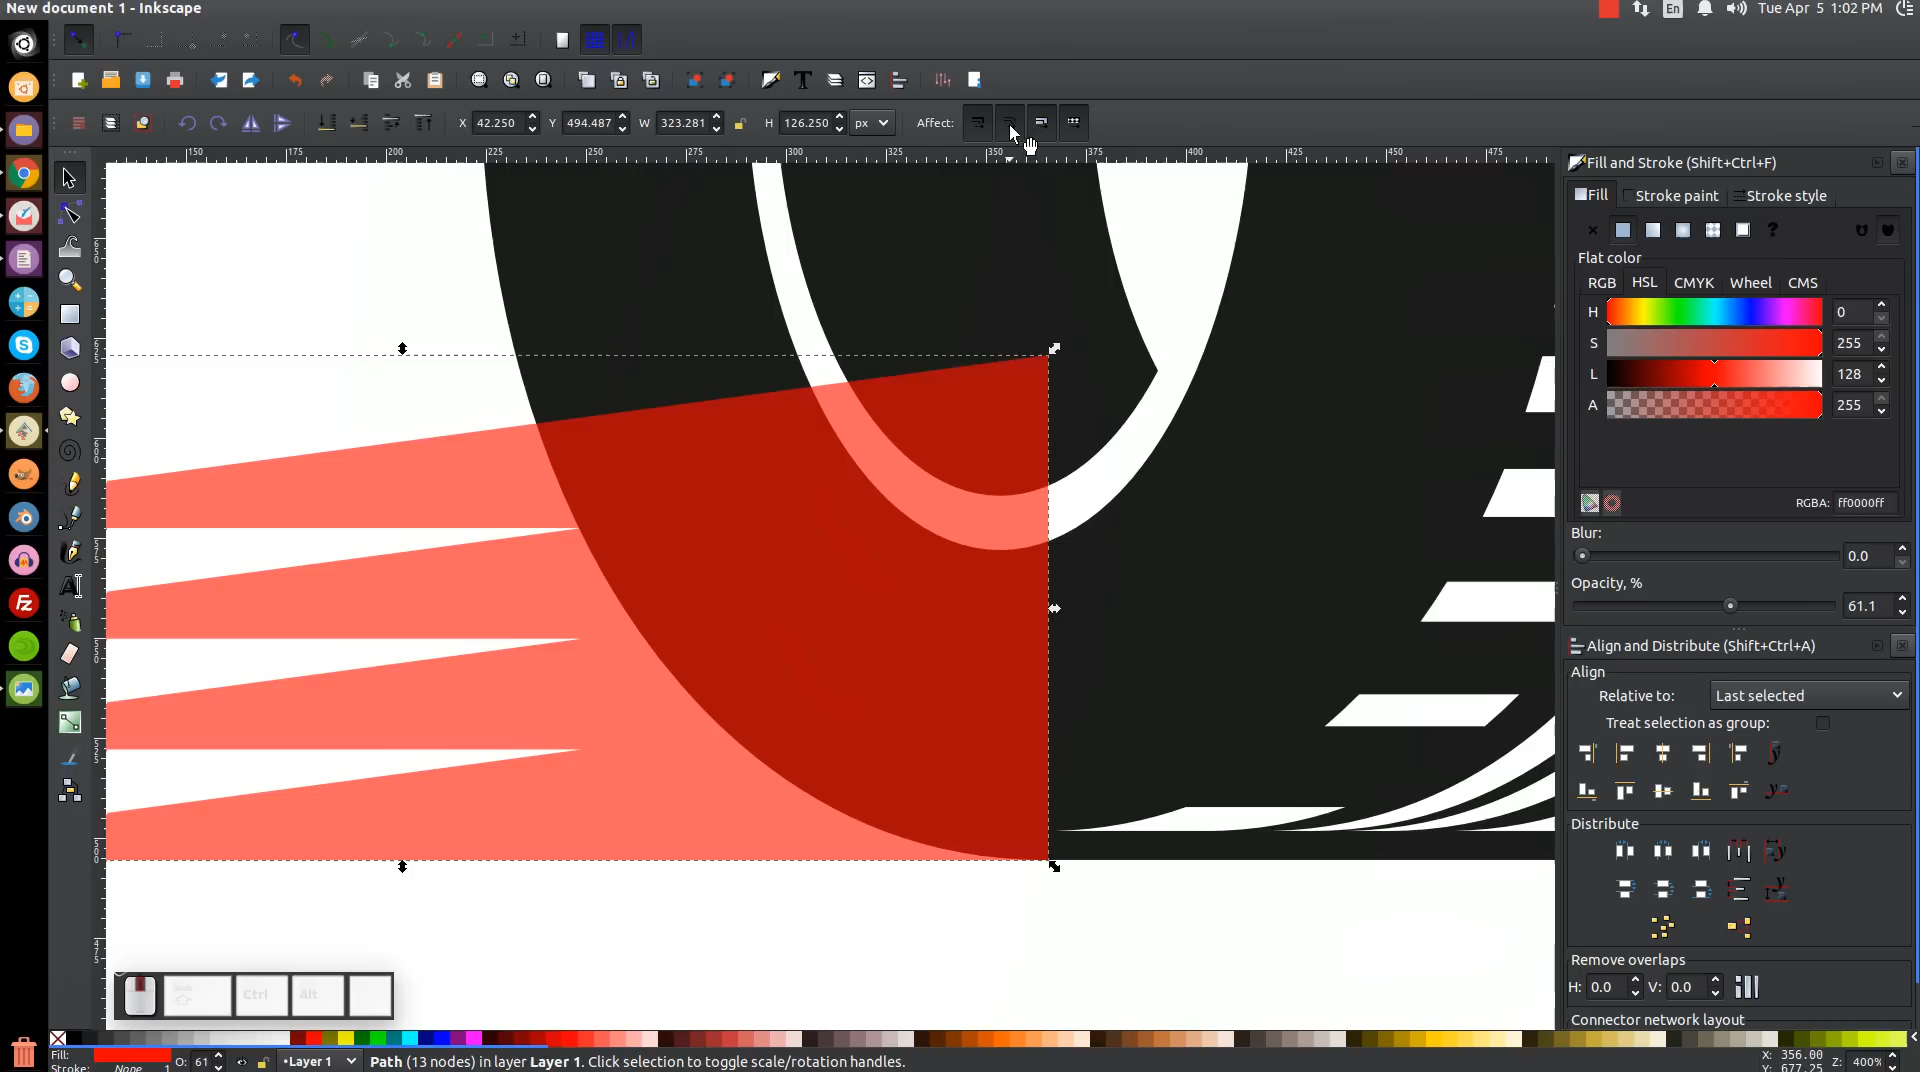 New document 1 - Inkscape
En
Tue Apr 5 1:02 PM
X 42.250 Y 494.487 W 323.281 H 126.250 px Affect:
150 175 200 225 250 275 300 325 350 375 400 425 450 475
Fill and Stroke (Shift+Ctrl+F)
Fill Stroke paint Stroke style
Flat color
RGB HSL CMYK Wheel CMS
H 0
S 255
L 128
A 255
RGBA: ff0000ff
Blur:
0.0
Opacity, %
61.1
Align and Distribute (Shift+Ctrl+A)
Align
Relative to: Last selected
Treat selection as group:
Distribute
Remove overlaps
H: 0.0 V: 0.0
Connector network layout
Shift Ctrl Alt
Fill: O: 61 •Layer 1 Path (13 nodes) in layer Layer 1. Click selection to toggle scale/rotation handles. X: 356.00 Z: 400%
Stroke: None 1 Y: 677.25